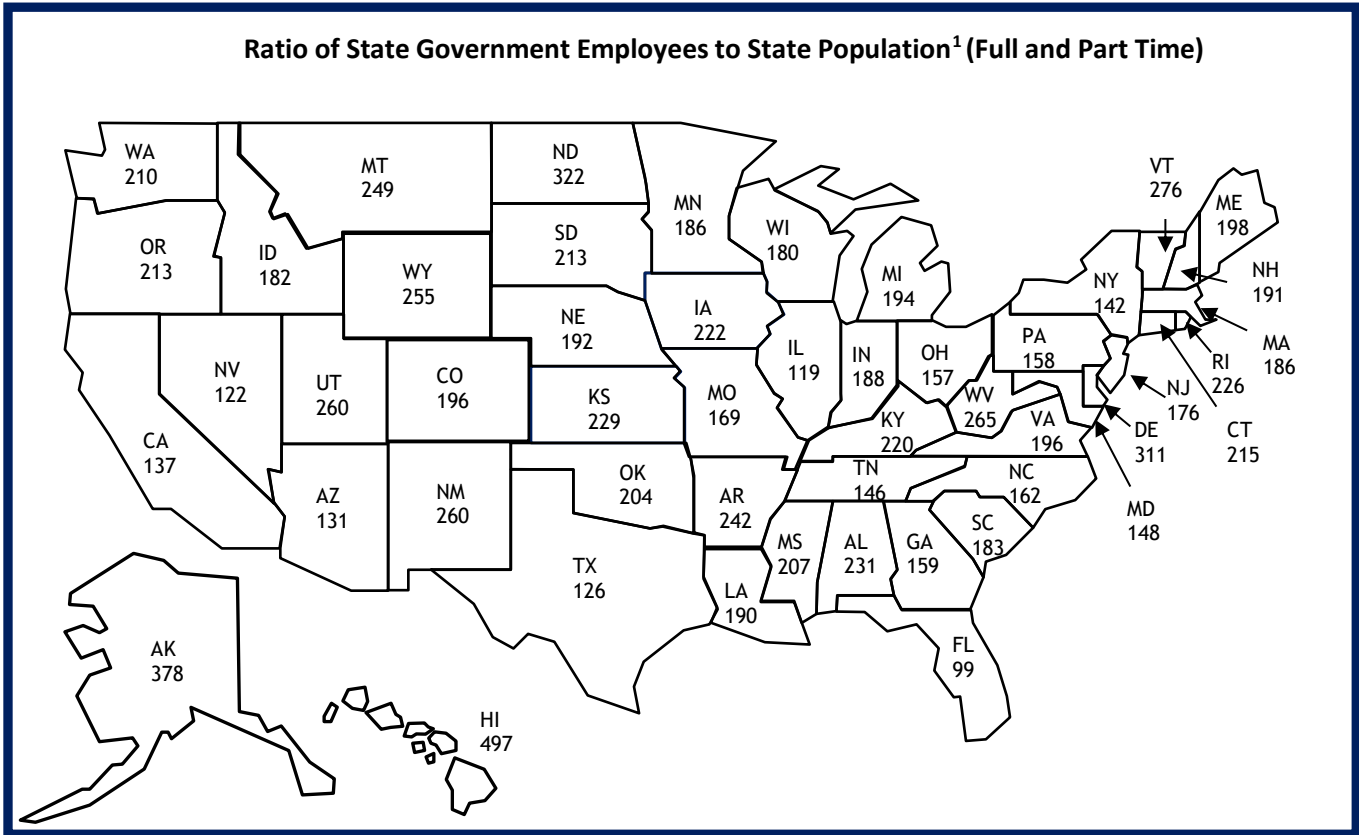 Ratio of State Government Employees to State Population¹ (Full and Part Time)
WA
210
MT
249
ND
322
MN
186
VT
276
ME
198
OR
213
ID
182
WY
255
SD
213
WI
180
MI
194
NY
142
NH
191
NV
122
UT
260
CO
196
NE
192
IA
222
IL
119
IN
188
OH
157
PA
158
MA
186
RI
226
NJ
176
CA
137
KS
229
MO
169
KY
220
WV
265
VA
196
DE
311
CT
215
AZ
131
NM
260
OK
204
AR
242
TN
146
NC
162
MD
148
TX
126
LA
190
MS
207
AL
231
GA
159
SC
183
FL
99
AK
378
HI
497